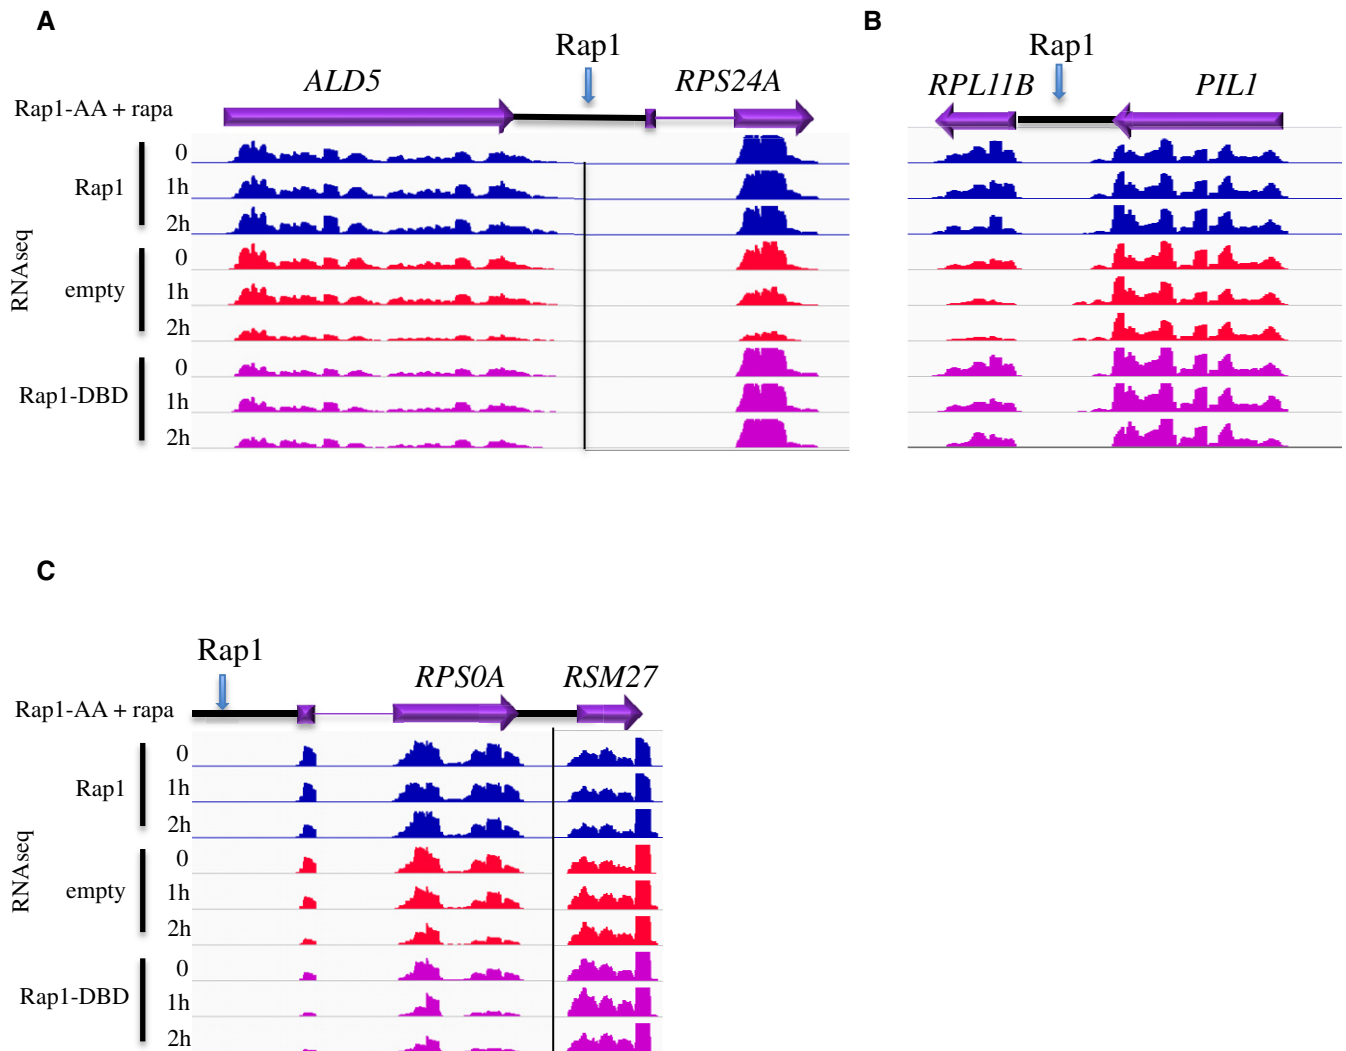 A
Rap1
ALD5
RPS24A
Rap1-AA + rapa
RNAseq
Rap1
0
1h
2h
empty
0
1h
2h
Rap1-DBD
0
1h
2h
B
Rap1
RPL11B
PIL1
C
Rap1
RPS0A
RSM27
Rap1-AA + rapa
RNAseq
Rap1
0
1h
2h
empty
0
1h
2h
Rap1-DBD
0
1h
2h